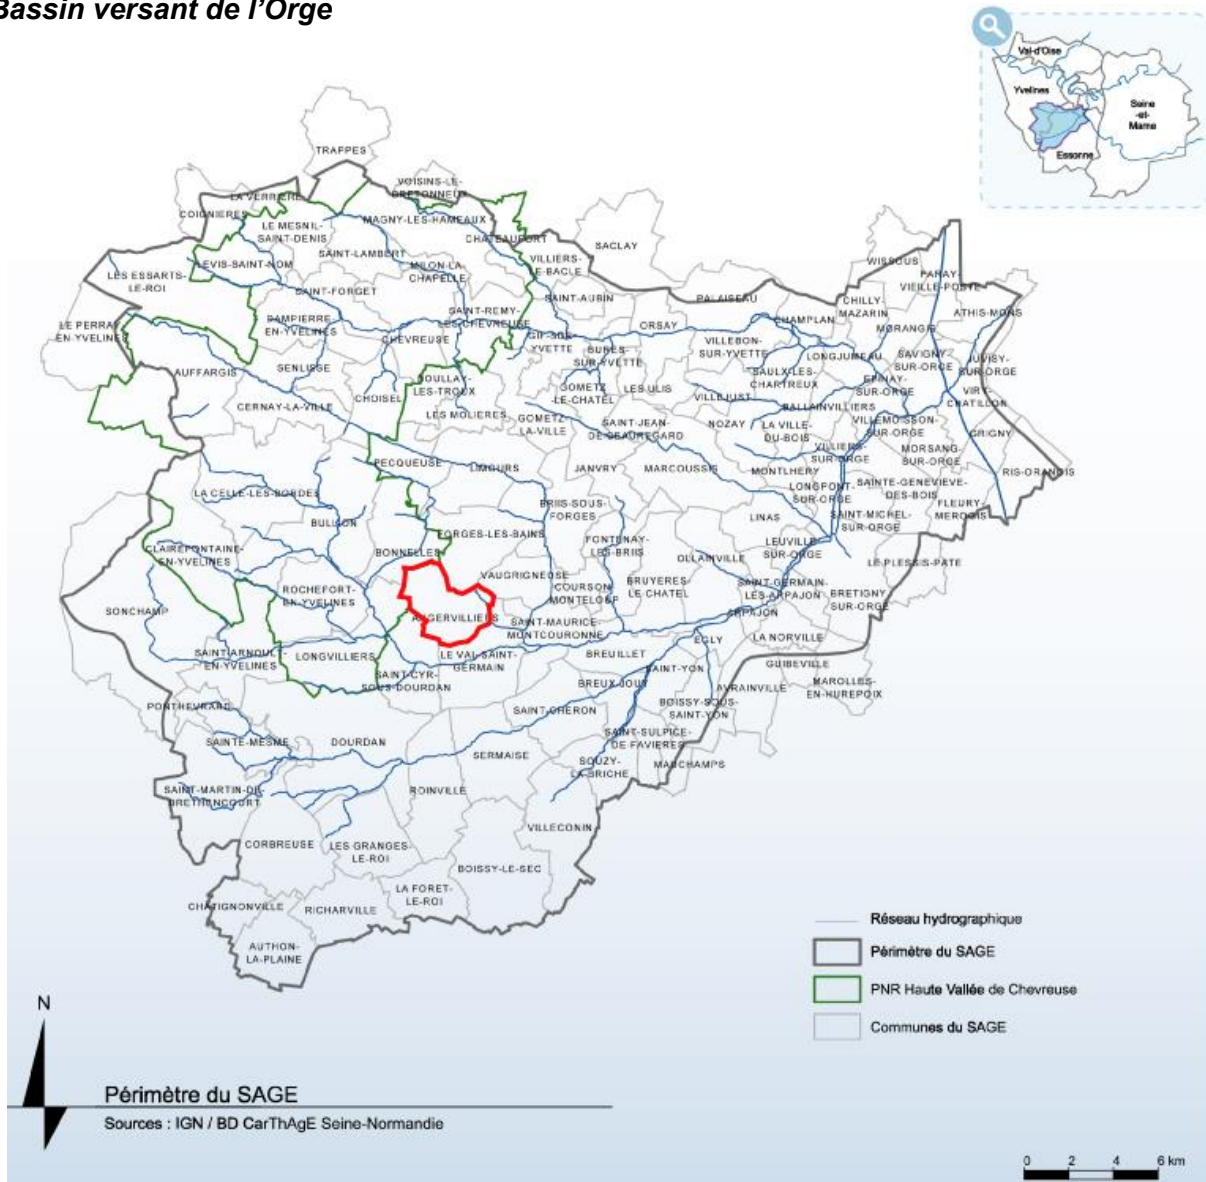 Bassin versant de l'Orge
Val-d'Oise
Yvelines
Seine
-et-
Marne
Essonne
TRAPPES
VOISINS-LE-
BRETONNEUX
LA VERRIERE
COIGNIERES
LE MESNIL-
SAINT-DENIS
MAGNY-LES-HAMEAUX
CHATEAUFORT
SACLAY
SAINT-LAMBERT
MILON-LA-
CHAPELLE
VILLIERS-
LE-BACLE
LEVIS-SAINT-NOM
LES ESSARTS-
LE-ROI
WISSOUS
PARAY-
VIEILLE-POSTE
SAINT-FORGET
SAINT-AUBIN
PALAISEAU
CHILLY-
MAZARIN
ATHIS-MONS
LE PERRAY
EN-YVELINES
DAMPIERRE-
EN-YVELINES
SAINT-REMY-
LES-CHEVREUSE
CHEVREUSE
ORSAY
CHAMPLAN
MORANGIS
GIF-SUR-
YVETTE
BURES-
SUR-YVETTE
VILLEBON-
SUR-YVETTE
LONGJUMEAU
SAVIGNY-
SUR-ORGE
JUVISY-
SUR-ORGE
AUFFARGIS
SENLISSE
BOULLAY-
LES-TROUX
CHOISEL
GOMETZ
LE-CHATEL
LES ULIS
SAULX-LES-
CHARTREUX
VILLEJUST
EPINAY-
SUR-ORGE
VIRY-
CHATILLON
CERNAY-LA-VILLE
LES MOLIERES
GOMETZ
LA-VILLE
SAINT-JEAN-
DE-BEAUREGARD
NOZAY
LA VILLE-
DU-BOIS
BALLAINVILLIERS
VILLEMOISSON-
SUR-ORGE
GRIGNY
VILLIERS-
SUR-ORGE
MORSANG-
SUR-ORGE
PECQUEUSE
LIMOURS
JANVRY
MARCOUSSIS
MONTLHERY
RIS-ORANGIS
LA CELLE-LES-BORDES
LONGPONT-
SUR-ORGE
SAINTE-GENEVIEVE-
DES-BOIS
BRIIS-SOUS-
FORGES
LINAS
SAINT-MICHEL-
SUR-ORGE
FLEURY-
MEROGIS
BULLION
FORGES-LES-BAINS
FONTENAY-
LES-BRIIS
LEUVILLE-
SUR-ORGE
CLAIREFONTAINE-
EN-YVELINES
BONNELLES
OLLAINVILLE
LE PLESSIS-PATE
VAUGRIGNEUSE
COURSON
MONTELOUP
BRUYERES
LE CHATEL
SAINT-GERMAIN-
LES-ARPAJON
BRETIGNY
SUR-ORGE
ROCHEFORT-
EN-YVELINES
SONCHAMP
ANGERVILLIERS
SAINT-MAURICE-
MONTCOURONNE
ARPAJON
LA NORVILLE
EGLY
SAINT-ARNOULT-
EN-YVELINES
LONGVILLIERS
LE VAL-SAINT-
GERMAIN
BREUILLET
GUIBEVILLE
SAINT-CYR-
SOUS-DOURDAN
SAINT-YON
BREUX-JOUY
AVRAINVILLE
MAROLLES-
EN-HUREPOIX
PONTHEVRARD
SAINT-CHERON
BOISSY-SOUS-
SAINT-YON
SAINTE-MESME
DOURDAN
SERMAISE
SAINT-SULPICE-
DE-FAVIERES
SOUZY-
LA-BRICHE
MAUCHAMPS
SAINT-MARTIN-DE-
BRETHENCOURT
ROINVILLE
VILLECONIN
CORBREUSE
LES GRANGES-
LE-ROI
BOISSY-LE-SEC
LA FORET-
LE-ROI
CHATIGNONVILLE
RICHARVILLE
AUTHON-
LA-PLAINE
Réseau hydrographique
Périmètre du SAGE
PNR Haute Vallée de Chevreuse
Communes du SAGE
N
Périmètre du SAGE
Sources : IGN / BD CarThAgE Seine-Normandie
0 2 4 6 km